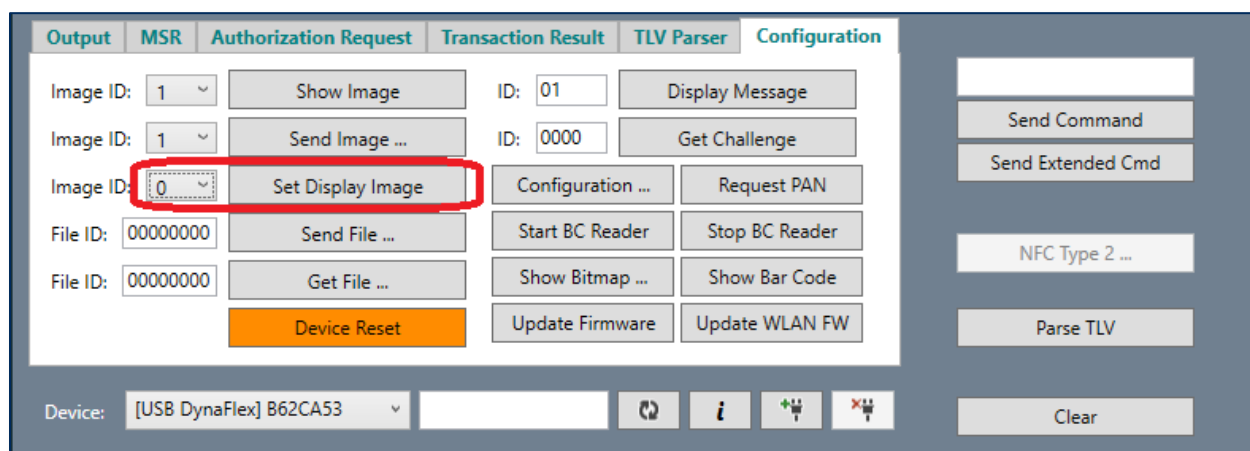 Output MSR Authorization Request Transaction Result TLV Parser Configuration
Image ID: 1 Show Image ID: 01 Display Message
Image ID: 1 Send Image ... ID: 0000 Get Challenge
Image ID: 0 Set Display Image Configuration ... Request PAN
File ID: 00000000 Send File ... Start BC Reader Stop BC Reader
File ID: 00000000 Get File ... Show Bitmap ... Show Bar Code
Device Reset Update Firmware Update WLAN FW
Send Command
Send Extended Cmd
NFC Type 2 ...
Parse TLV
Device: [USB DynaFlex] B62CA53 i
Clear